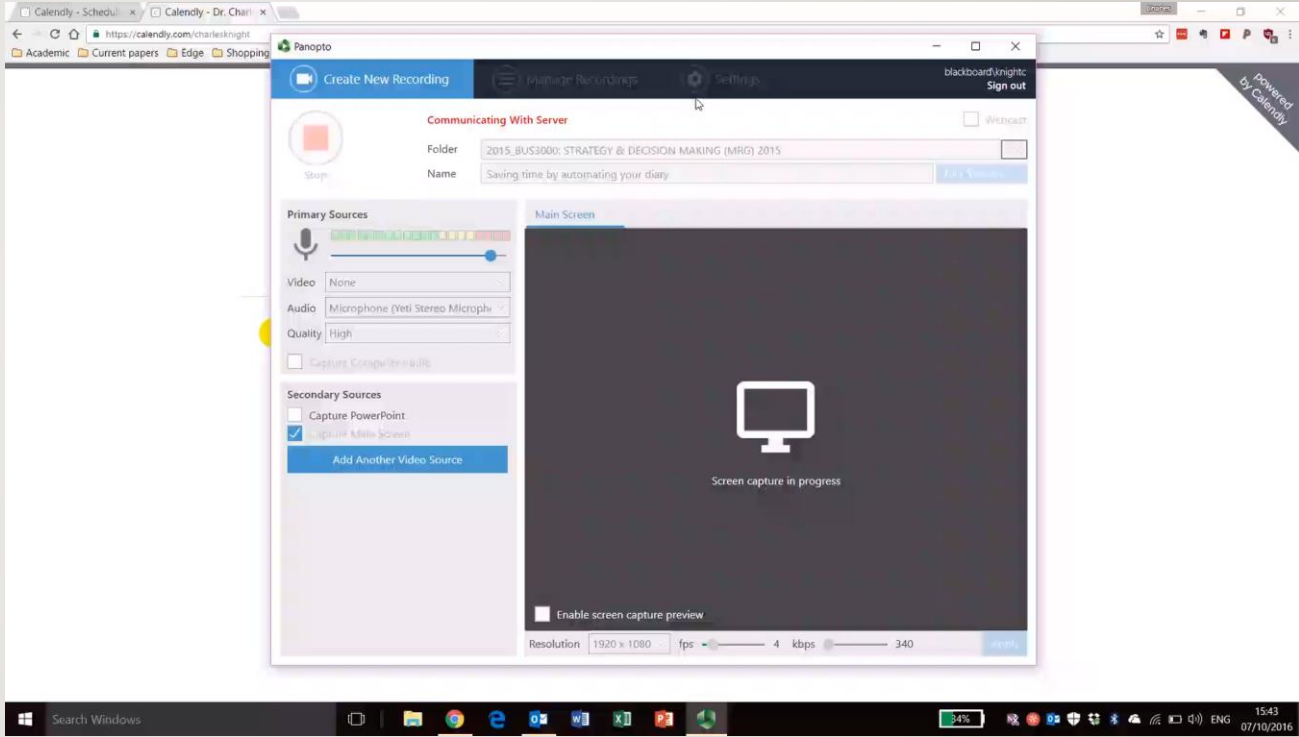 Calendly - Schedul
Calendly - Dr. Charl
https://calendly.com/charlesknight
Academic
Current papers
Edge
Shopping
powered
by Calendly
Panopto
Create New Recording
Manage Recordings
Settings
blackboard\knightc
Sign out
Communicating With Server
Webcast
Folder
2015_BUS3000: STRATEGY & DECISION MAKING (MRG) 2015
Stop
Name
Saving time by automating your diary
Primary Sources
Main Screen
Video
None
Audio
Microphone (Yeti Stereo Microph
Quality
High
Capture Computer Audio
Secondary Sources
Capture PowerPoint
Capture Main Screen
Add Another Video Source
Screen capture in progress
Enable screen capture preview
Resolution
1920 x 1080
fps
4
kbps
340
Apply
Search Windows
34%
ENG
15:43
07/10/2016